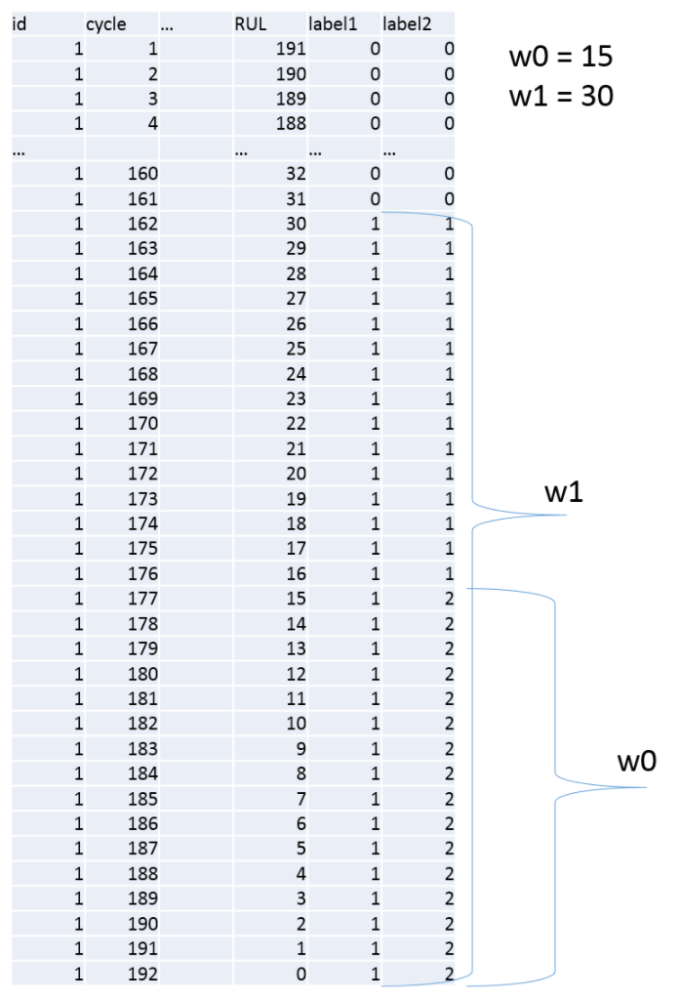 id cycle ... RUL label1 label2
1 1 191 0 0
1 2 190 0 0
1 3 189 0 0
1 4 188 0 0
... ... ... ...
1 160 32 0 0
1 161 31 0 0
1 162 30 1 1
1 163 29 1 1
1 164 28 1 1
1 165 27 1 1
1 166 26 1 1
1 167 25 1 1
1 168 24 1 1
1 169 23 1 1
1 170 22 1 1
1 171 21 1 1
1 172 20 1 1
1 173 19 1 1
1 174 18 1 1
1 175 17 1 1
1 176 16 1 1
1 177 15 1 2
1 178 14 1 2
1 179 13 1 2
1 180 12 1 2
1 181 11 1 2
1 182 10 1 2
1 183 9 1 2
1 184 8 1 2
1 185 7 1 2
1 186 6 1 2
1 187 5 1 2
1 188 4 1 2
1 189 3 1 2
1 190 2 1 2
1 191 1 1 2
1 192 0 1 2
w0 = 15
w1 = 30
w1
w0